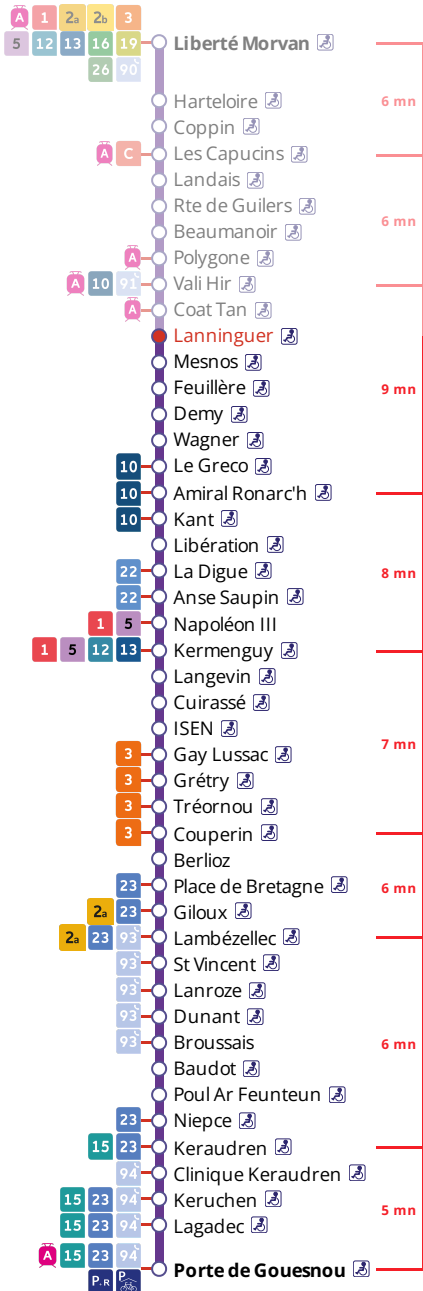 A 1 2a 2b 3
5 12 13 16 19 Liberté Morvan
26 90
Harteloire
6 mn
Coppin
A C Les Capucins
Landais
Rte de Guilers
6 mn
Beaumanoir
A Polygone
A 10 91 Vali Hir
A Coat Tan
Lanninguer
Mesnos
Feuillère
9 mn
Demy
Wagner
10 Le Greco
10 Amiral Ronarc'h
10 Kant
Libération
22 La Digue
8 mn
22 Anse Saupin
1 5 Napoléon III
1 5 12 13 Kermenguy
Langevin
Cuirassé
ISEN
3 Gay Lussac
7 mn
3 Grétry
3 Tréornou
3 Couperin
Berlioz
23 Place de Bretagne
6 mn
2a 23 Giloux
2a 23 93 Lambézellec
93 St Vincent
93 Lanroze
93 Dunant
93 Broussais
6 mn
Baudot
Poul Ar Feunteun
23 Niepce
15 23 Keraudren
94 Clinique Keraudren
15 23 94 Keruchen
5 mn
15 23 94 Lagadec
A 15 23 94
Porte de Gouesnou
P.R P